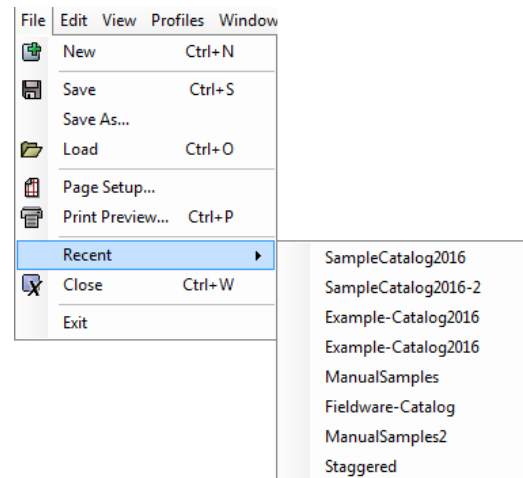 File Edit View Profiles Window
New Ctrl+N
Save Ctrl+S
Save As...
Load Ctrl+O
Page Setup...
Print Preview... Ctrl+P
Recent
Close Ctrl+W
Exit
SampleCatalog2016
SampleCatalog2016-2
Example-Catalog2016
Example-Catalog2016
ManualSamples
Fieldware-Catalog
ManualSamples2
Staggered